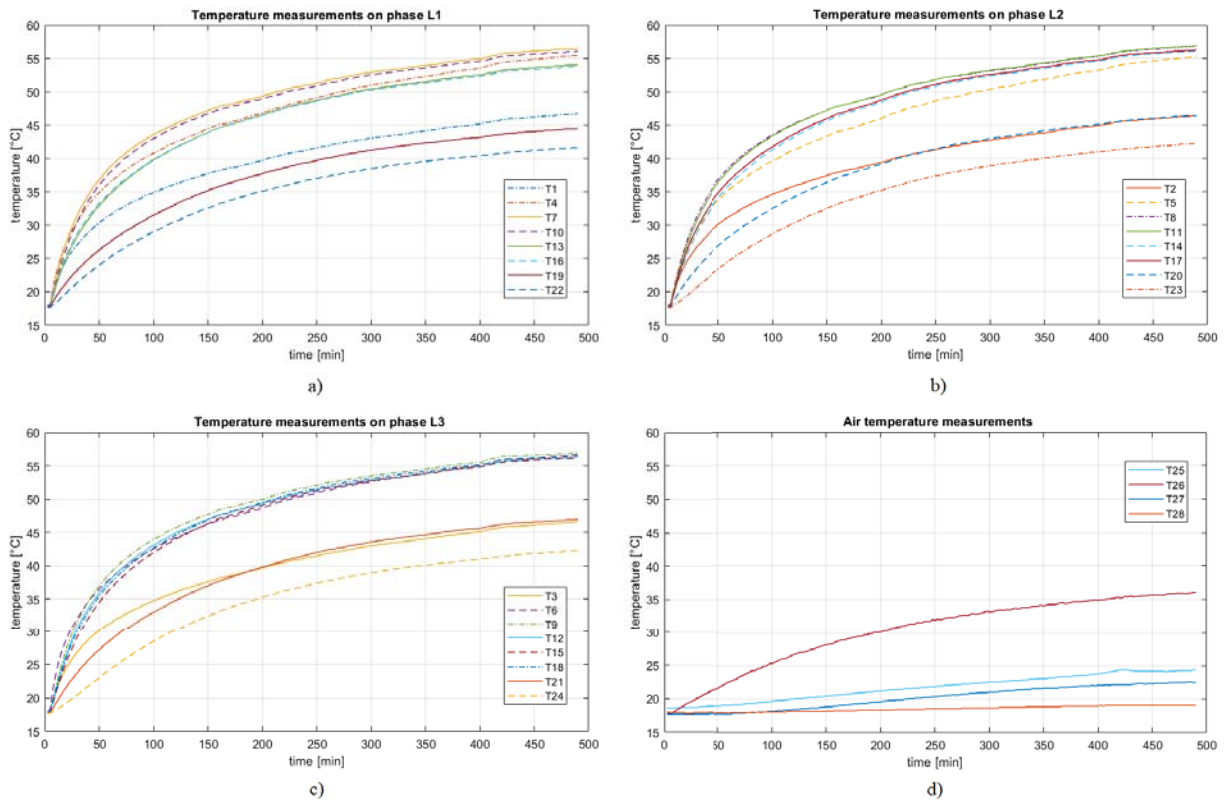 Temperature measurements on phase L1
60
55
50
45
40
35
30
25
20
15
temperature [°C]
T1
T4
T7
T10
T13
T16
T19
T22
0 50 100 150 200 250 300 350 400 450 500
time [min]
a)
Temperature measurements on phase L2
60
55
50
45
40
35
30
25
20
15
temperature [°C]
T2
T5
T8
T11
T14
T17
T20
T23
0 50 100 150 200 250 300 350 400 450 500
time [min]
b)
Temperature measurements on phase L3
60
55
50
45
40
35
30
25
20
15
temperature [°C]
T3
T6
T9
T12
T15
T18
T21
T24
0 50 100 150 200 250 300 350 400 450 500
time [min]
c)
Air temperature measurements
60
55
50
45
40
35
30
25
20
15
temperature [°C]
T25
T26
T27
T28
0 50 100 150 200 250 300 350 400 450 500
time [min]
d)